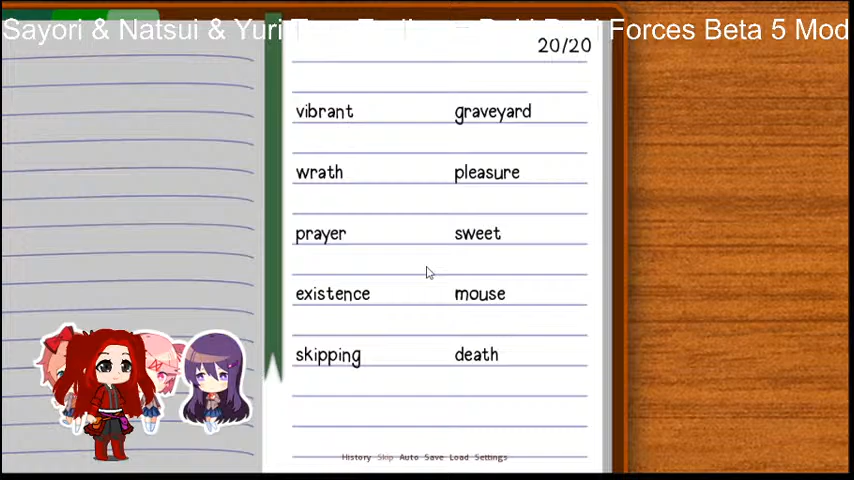 Sayori & Natsui & Yuri Forces Beta 5 Mod
20/20
vibrant graveyard
wrath pleasure
prayer sweet
existence mouse
skipping death
History Skip Auto Save Load Settings